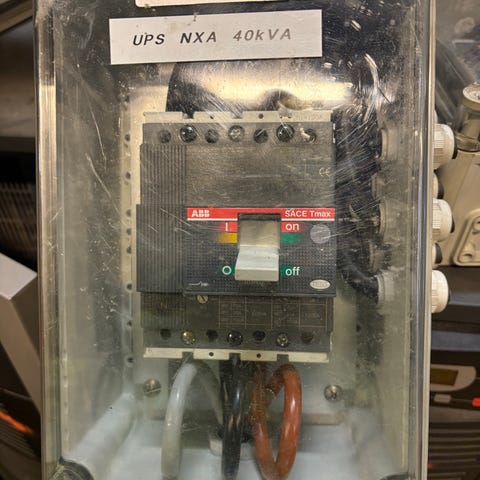 UPS NXA 40kVA
ABB SACE Tmax
I on
O off
N